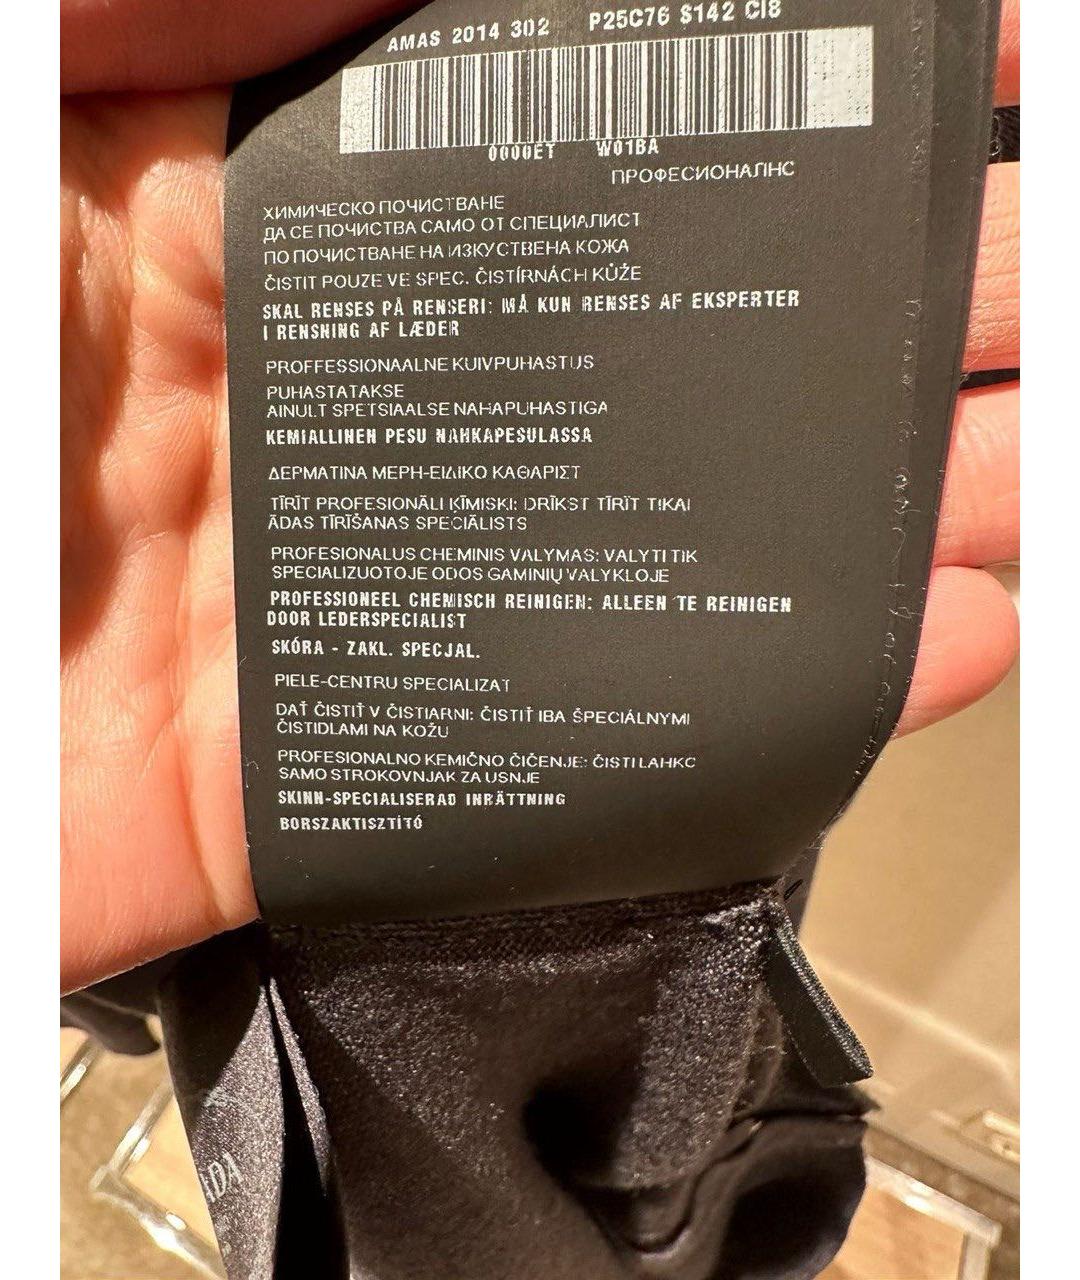 AMAS 2014 302 P25C76 S142 CI8
0000ET W01BA
ПРОФЕСИОНАЛНС
ХИМИЧЕСКО ПОЧИСТВАНЕ
ДА СЕ ПОЧИСТВА САМО ОТ СПЕЦИАЛИСТ
ПО ПОЧИСТВАНЕ НА ИЗКУСТВЕНА КОЖА
ČISTIT POUZE VE SPEC. ČISTÍRNÁCH KŮŽE
SKAL RENSES PÅ RENSERI: MÅ KUN RENSES AF EKSPERTER
I RENSNING AF LÆDER
PROFFESSIONAALNE KUIVPUHASTUS
PUHASTATAKSE
AINULT SPETSIAALSE NAHAPUHASTIGA
KEMIALLINEN PESU NAHKAPESULASSA
ΔΕΡΜΑΤΙΝΑ ΜΕΡΗ-ΕΙΔΙΚΟ ΚΑΘΑΡΙΣΤ
TĪRĪT PROFESIONĀLI ĶĪMISKI: DRĪKST TĪRĪT TIKAI
ĀDAS TĪRĪŠANAS SPECIĀLISTS
PROFESIONALUS CHEMINIS VALYMAS: VALYTI TIK
SPECIALIZUOTOJE ODOS GAMINIŲ VALYKLOJE
PROFESSIONEEL CHEMISCH REINIGEN: ALLEEN TE REINIGEN
DOOR LEDERSPECIALIST
SKÓRA - ZAKL. SPECJAL.
PIELE-CENTRU SPECIALIZAT
DAŤ ČISTIŤ V ČISTIARNI: ČISTIŤ IBA ŠPECIÁLNYMI
ČISTIDLAMI NA KOŽU
PROFESIONALNO KEMIČNO ČIČENJE: ČISTI LAHKC
SAMO STROKOVNJAK ZA USNJE
SKINN-SPECIALISERAD INRÄTTNING
BORSZAKTISZTÍTÓ